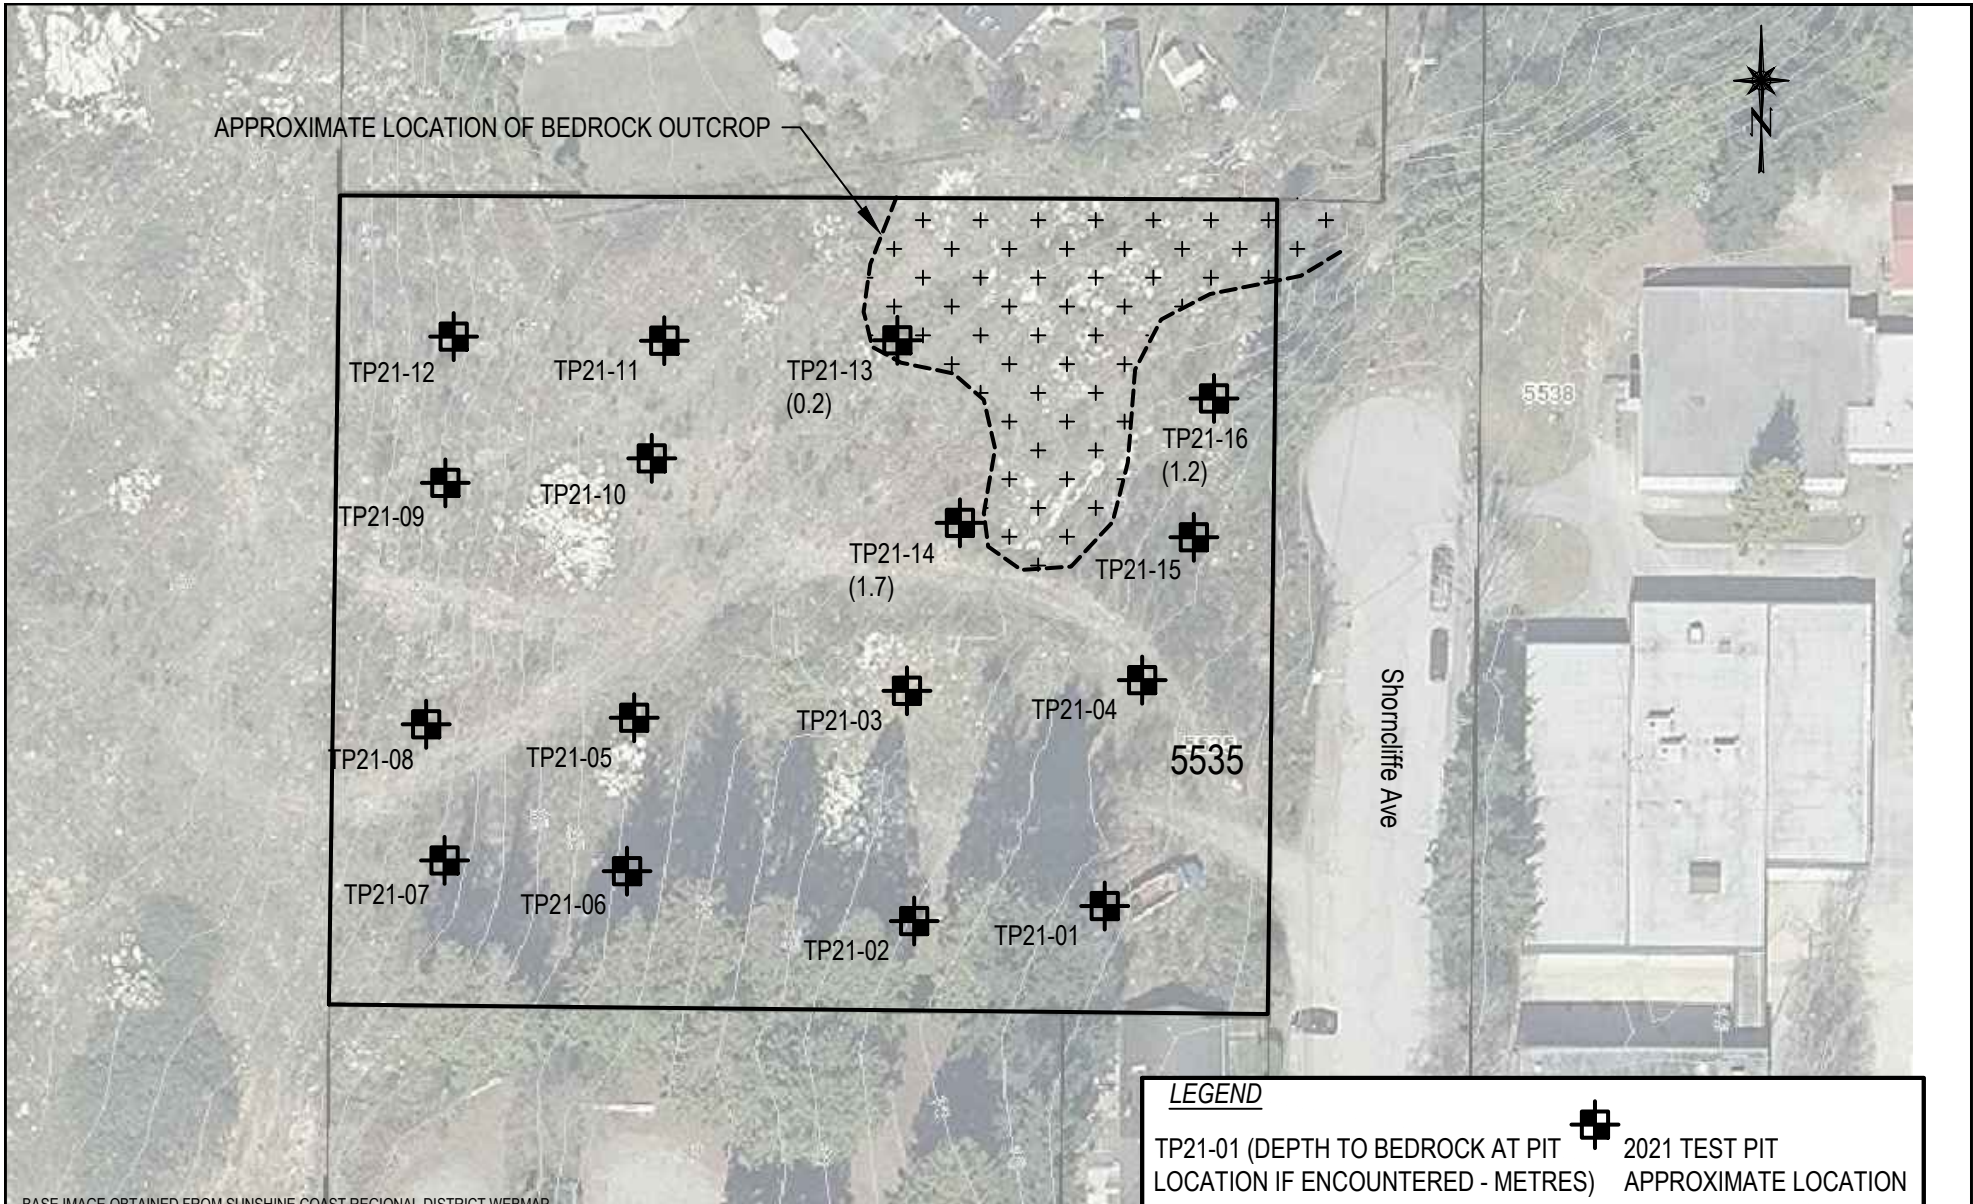 APPROXIMATE LOCATION OF BEDROCK OUTCROP
N
TP21-12
TP21-11
TP21-13
(0.2)
5538
TP21-16
(1.2)
TP21-10
TP21-09
TP21-14
(1.7)
TP21-15
TP21-03
TP21-04
Shorncliffe Ave
TP21-08
TP21-05
5535
TP21-07
TP21-06
TP21-02
TP21-01
LEGEND
TP21-01 (DEPTH TO BEDROCK AT PIT
LOCATION IF ENCOUNTERED - METRES)
2021 TEST PIT
APPROXIMATE LOCATION
BASE IMAGE OBTAINED FROM SUNSHINE COAST REGIONAL DISTRICT WEBMAP